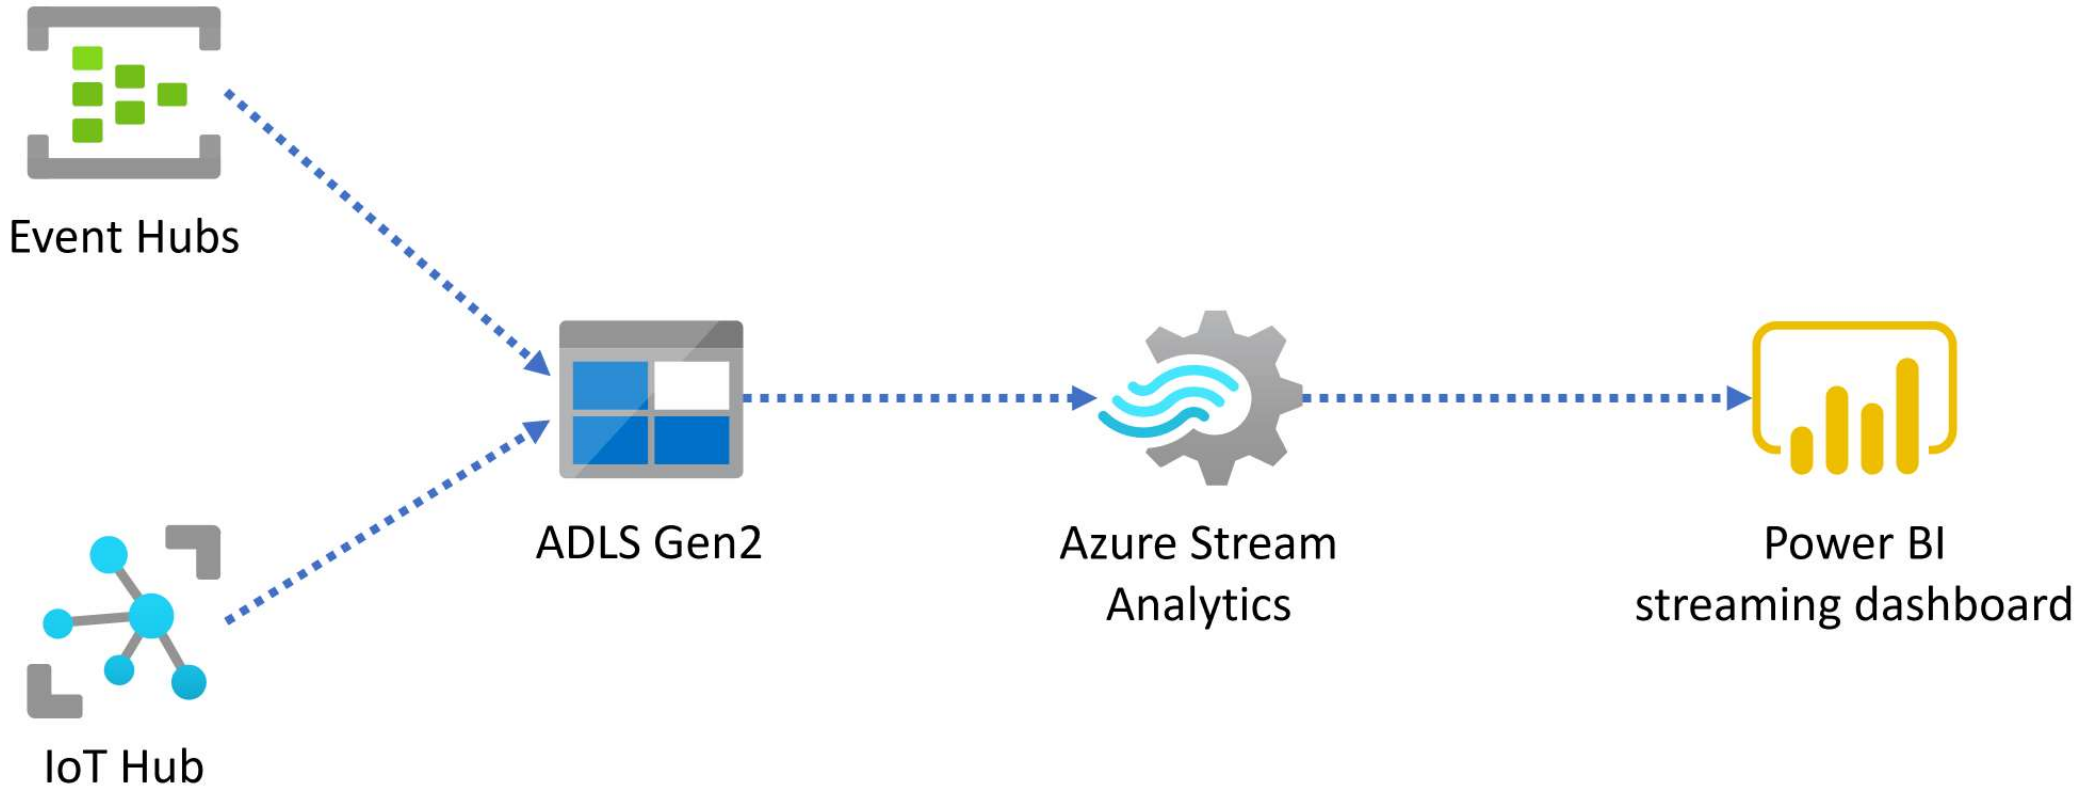 Event Hubs
ADLS Gen2
Azure Stream
Analytics
Power BI
streaming dashboard
IoT Hub